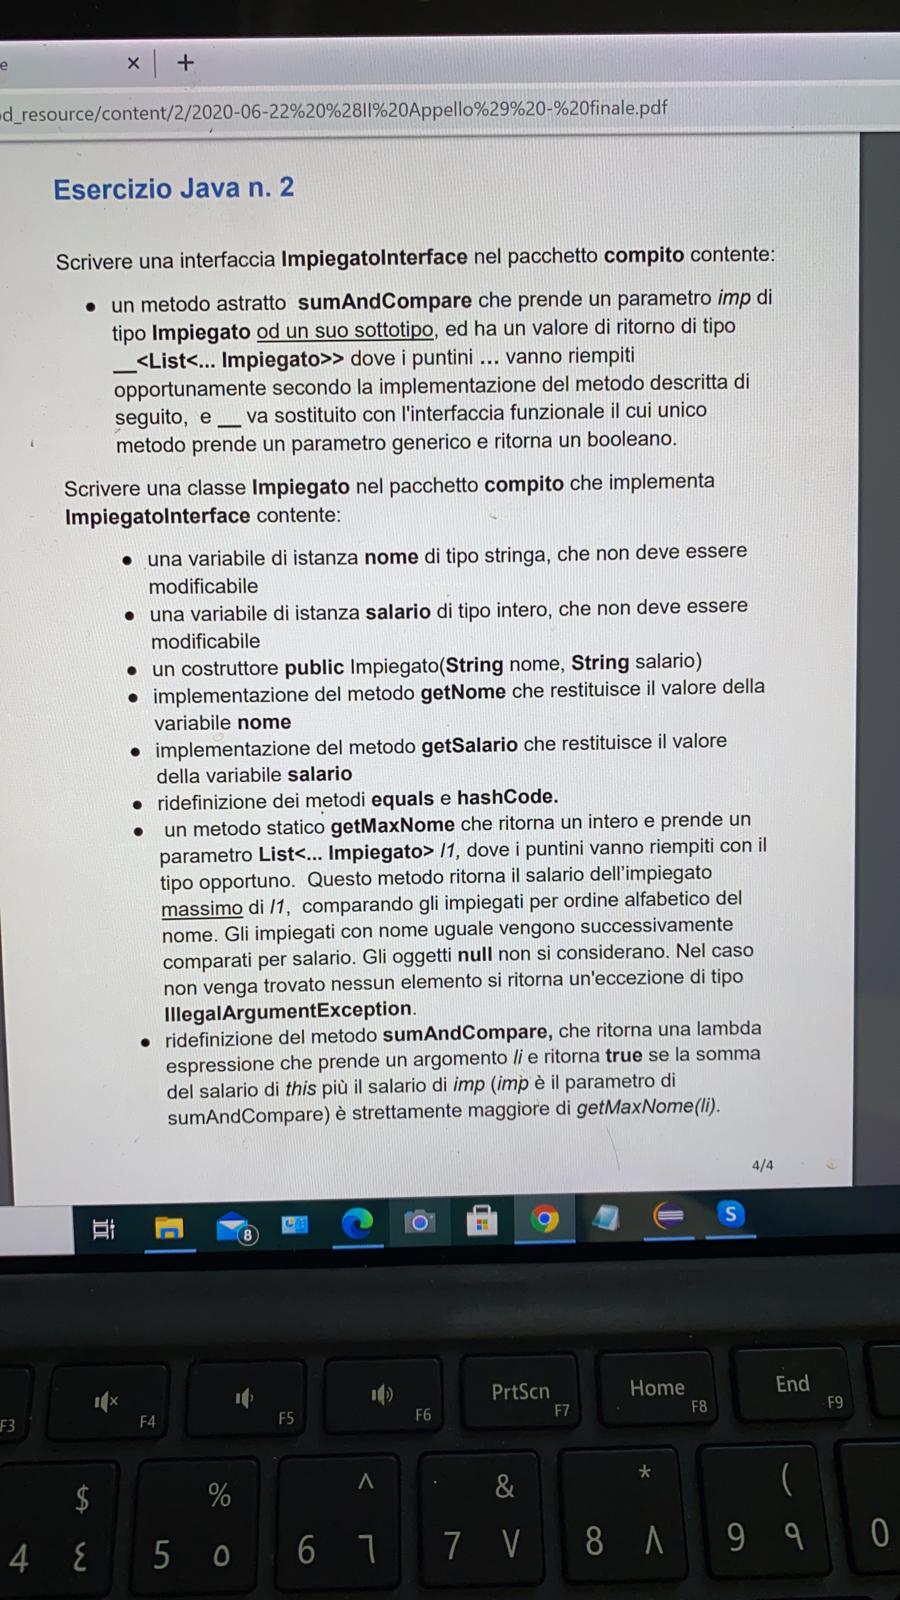 e × +
od_resource/content/2/2020-06-22%20%28II%20Appello%29%20-%20finale.pdf
Esercizio Java n. 2
Scrivere una interfaccia ImpiegatoInterface nel pacchetto compito contente:
● un metodo astratto sumAndCompare che prende un parametro imp di
tipo Impiegato od un suo sottotipo, ed ha un valore di ritorno di tipo
__<List<... Impiegato>> dove i puntini ... vanno riempiti
opportunamente secondo la implementazione del metodo descritta di
seguito, e __ va sostituito con l'interfaccia funzionale il cui unico
metodo prende un parametro generico e ritorna un booleano.
Scrivere una classe Impiegato nel pacchetto compito che implementa
ImpiegatoInterface contente:
● una variabile di istanza nome di tipo stringa, che non deve essere
modificabile
● una variabile di istanza salario di tipo intero, che non deve essere
modificabile
● un costruttore public Impiegato(String nome, String salario)
● implementazione del metodo getNome che restituisce il valore della
variabile nome
● implementazione del metodo getSalario che restituisce il valore
della variabile salario
● ridefinizione dei metodi equals e hashCode.
● un metodo statico getMaxNome che ritorna un intero e prende un
parametro List<... Impiegato> l1, dove i puntini vanno riempiti con il
tipo opportuno. Questo metodo ritorna il salario dell'impiegato
massimo di l1, comparando gli impiegati per ordine alfabetico del
nome. Gli impiegati con nome uguale vengono successivamente
comparati per salario. Gli oggetti null non si considerano. Nel caso
non venga trovato nessun elemento si ritorna un'eccezione di tipo
IllegalArgumentException.
● ridefinizione del metodo sumAndCompare, che ritorna una lambda
espressione che prende un argomento li e ritorna true se la somma
del salario di this più il salario di imp (imp è il parametro di
sumAndCompare) è strettamente maggiore di getMaxNome(li).
4/4
8 S
F3 F4 F5 F6 PrtScn F7 Home F8 End F9
$ % ^ & * (
4 ٤ 5 ٥ 6 ٦ 7 ٧ 8 ٨ 9 ٩ 0